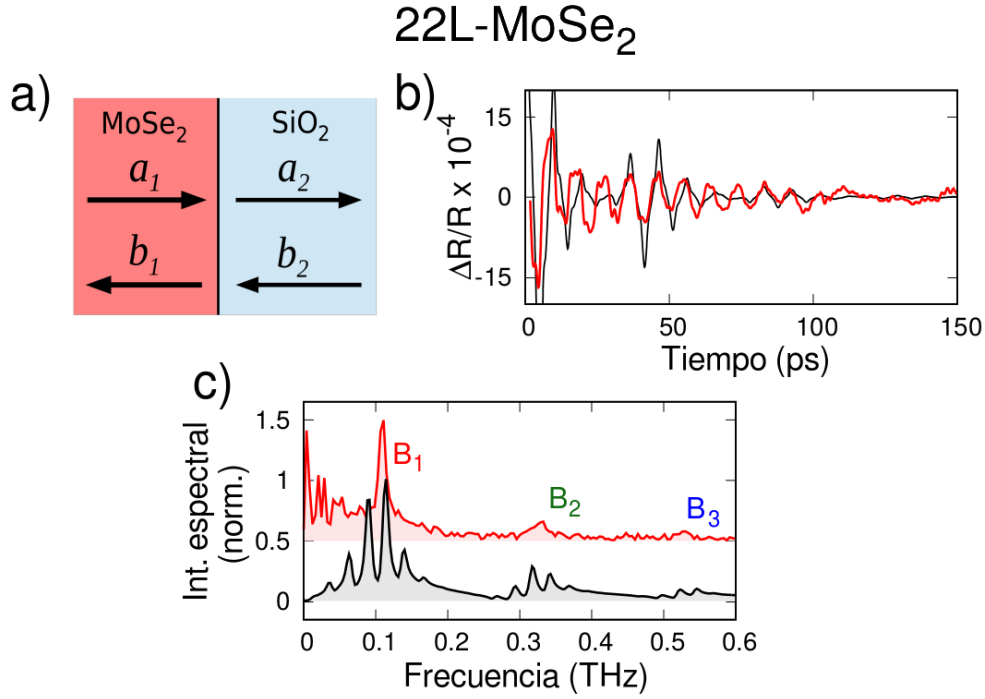 22L-MoSe₂
a)
MoSe₂
SiO₂
a₁
a₂
b₁
b₂
b)
ΔR/R x 10⁻⁴
15
0
-15
0
50
100
150
Tiempo (ps)
c)
Int. espectral
(norm.)
1.5
1
0.5
0
B₁
B₂
B₃
0
0.1
0.2
0.3
0.4
0.5
0.6
Frecuencia (THz)